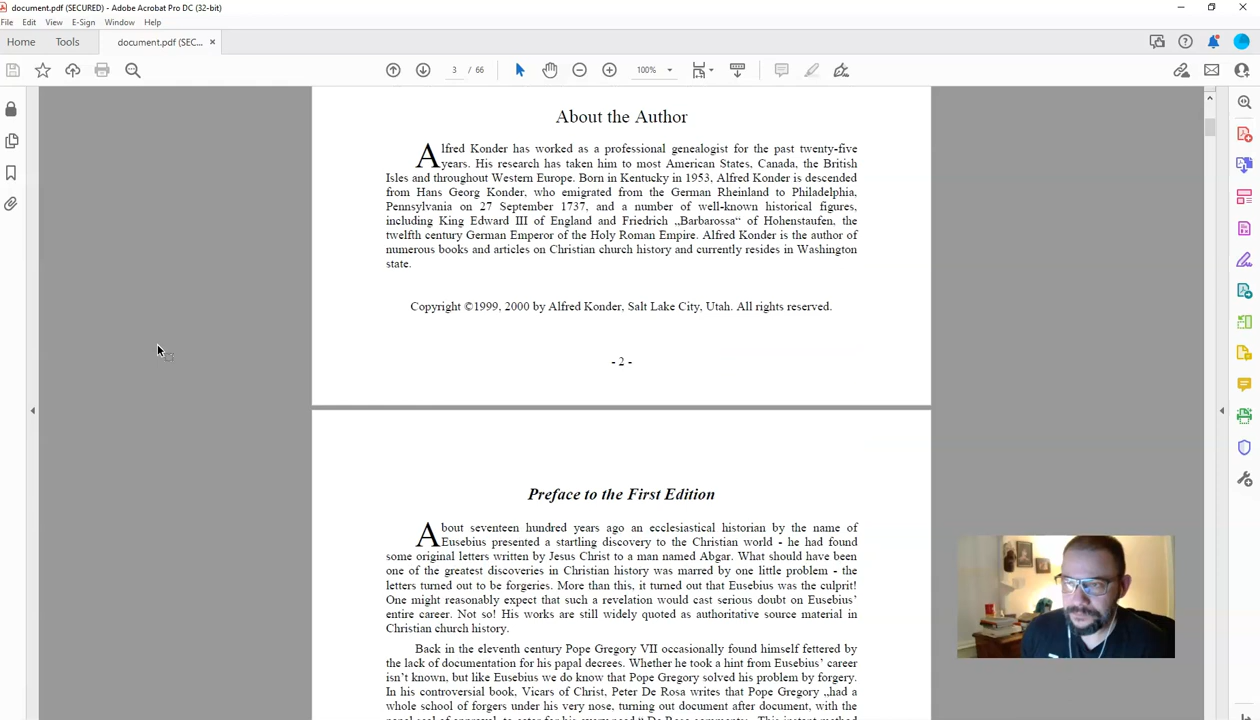 document.pdf (SECURED) - Adobe Acrobat Pro DC (32-bit)
File Edit View E-Sign Window Help
Home Tools document.pdf (SEC... ×
3 / 66 100%
About the Author
Alfred Konder has worked as a professional genealogist for the past twenty-five
years. His research has taken him to most American States, Canada, the British
Isles and throughout Western Europe. Born in Kentucky in 1953, Alfred Konder is descended
from Hans Georg Konder, who emigrated from the German Rheinland to Philadelphia,
Pennsylvania on 27 September 1737, and a number of well-known historical figures,
including King Edward III of England and Friedrich „Barbarossa“ of Hohenstaufen, the
twelfth century German Emperor of the Holy Roman Empire. Alfred Konder is the author of
numerous books and articles on Christian church history and currently resides in Washington
state.
Copyright ©1999, 2000 by Alfred Konder, Salt Lake City, Utah. All rights reserved.
- 2 -
Preface to the First Edition
About seventeen hundred years ago an ecclesiastical historian by the name of
Eusebius presented a startling discovery to the Christian world - he had found
some original letters written by Jesus Christ to a man named Abgar. What should have been
one of the greatest discoveries in Christian history was marred by one little problem - the
letters turned out to be forgeries. More than this, it turned out that Eusebius was the culprit!
One might reasonably expect that such a revelation would cast serious doubt on Eusebius’
entire career. Not so! His works are still widely quoted as authoritative source material in
Christian church history.
Back in the eleventh century Pope Gregory VII occasionally found himself fettered by
the lack of documentation for his papal decrees. Whether he took a hint from Eusebius’ career
isn’t known, but like Eusebius we do know that Pope Gregory solved his problem by forgery.
In his controversial book, Vicars of Christ, Peter De Rosa writes that Pope Gregory „had a
whole school of forgers under his very nose, turning out document after document, with the